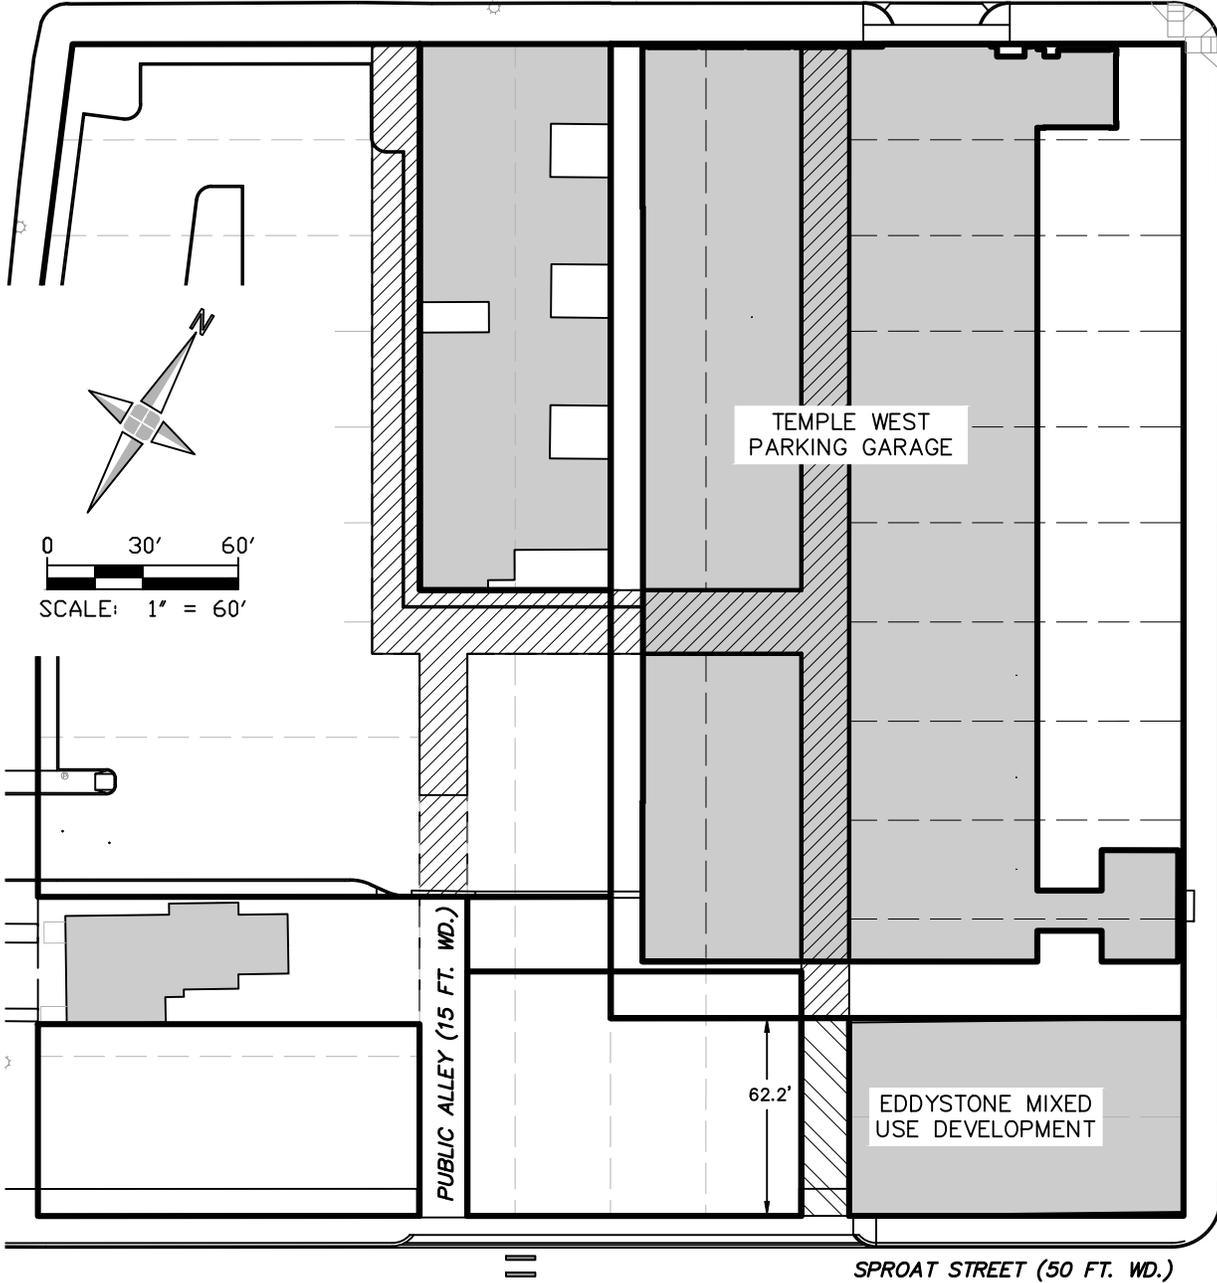 N
TEMPLE WEST
PARKING GARAGE
0 30' 60'
SCALE: 1" = 60'
PUBLIC ALLEY (15 FT. WD.)
62.2'
EDDYSTONE MIXED
USE DEVELOPMENT
SPROAT STREET (50 FT. WD.)